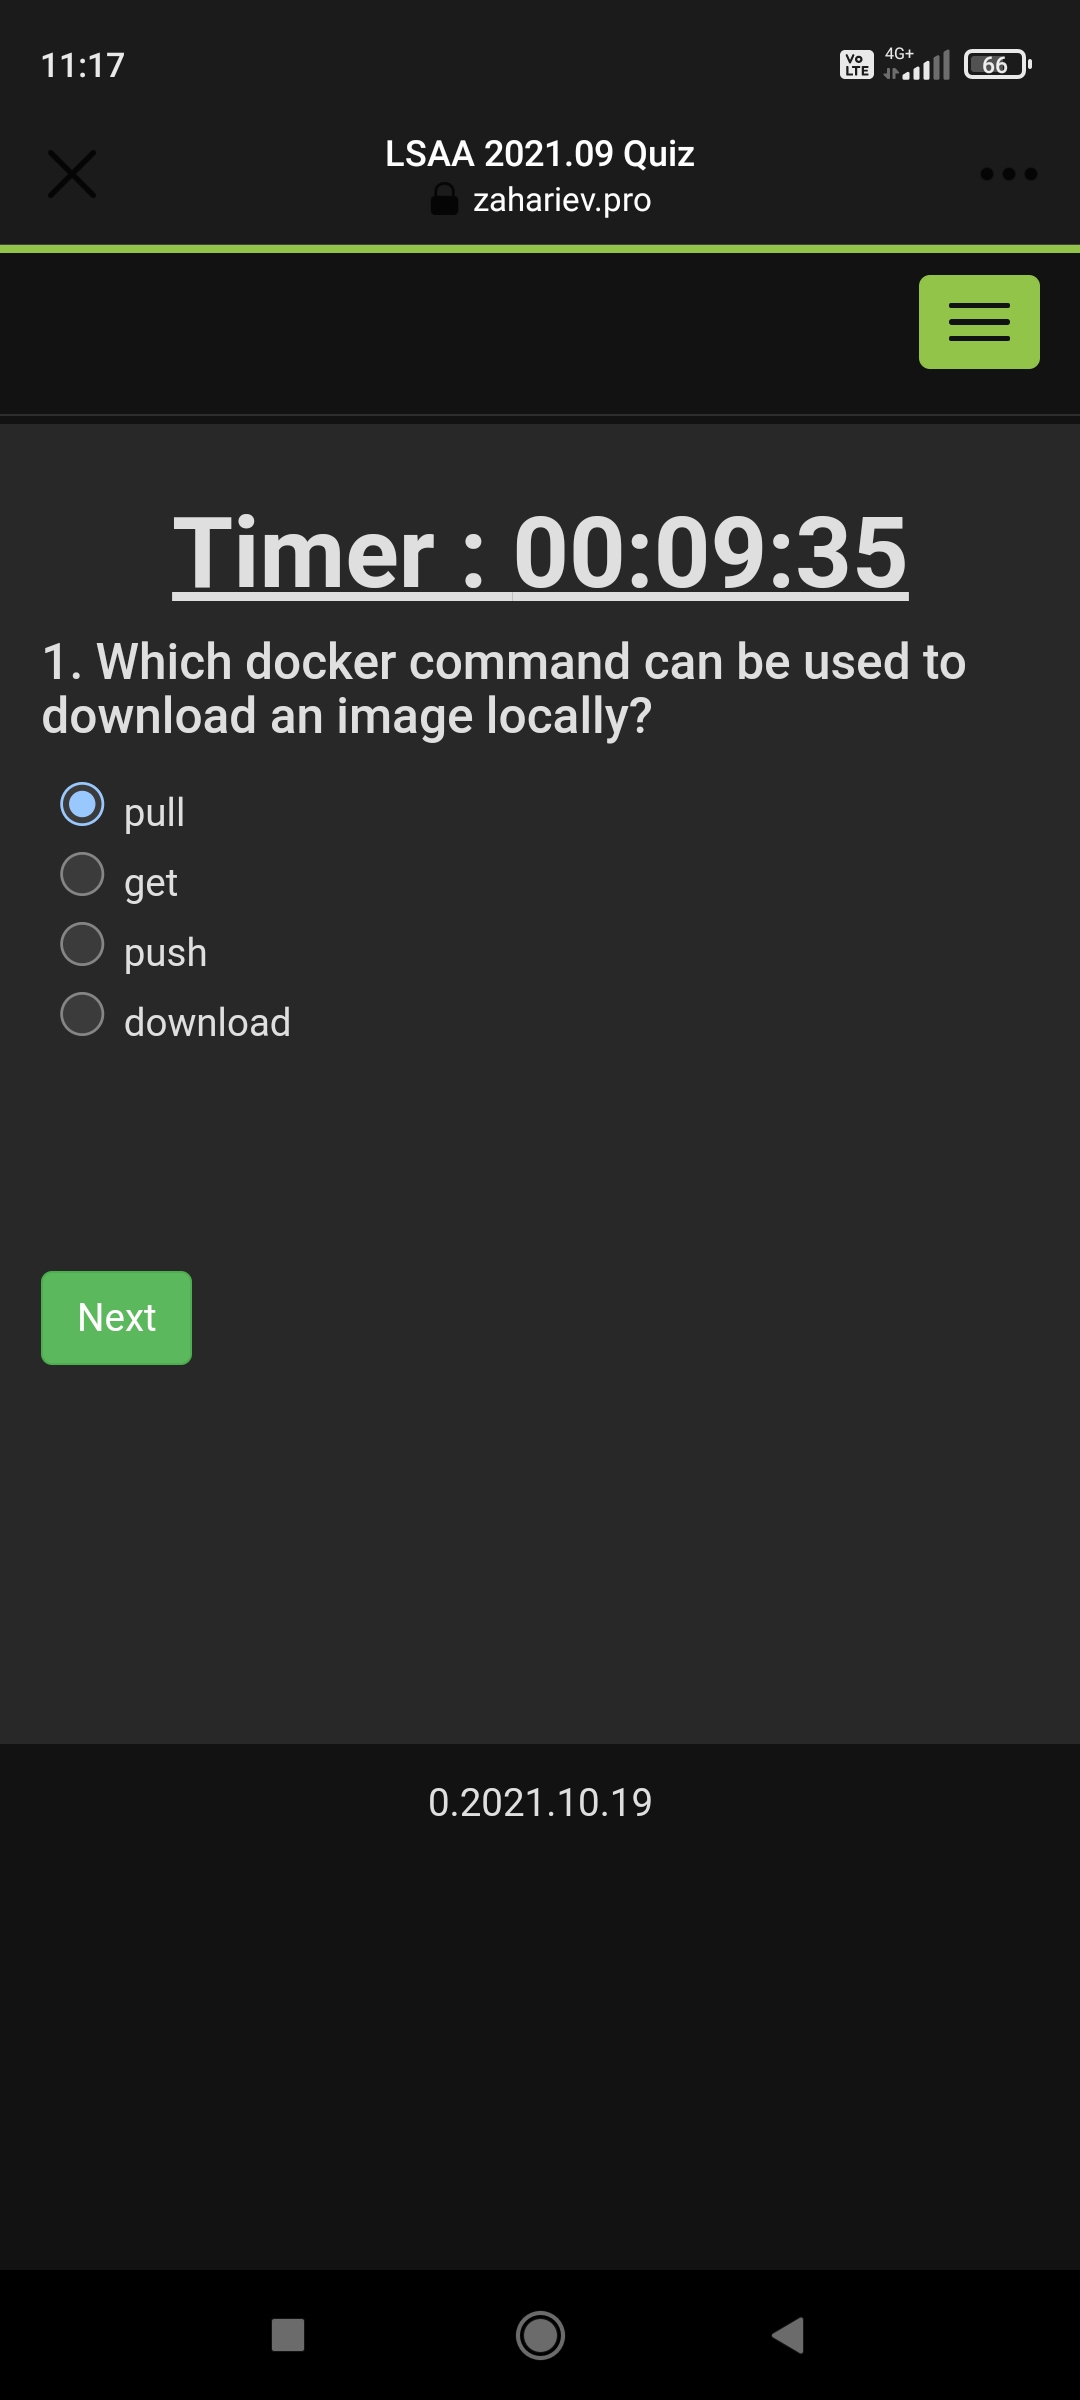 11:17
Vo LTE 4G+ 66
LSAA 2021.09 Quiz
zahariev.pro
Timer : 00:09:35
1. Which docker command can be used to
download an image locally?
pull
get
push
download
Next
0.2021.10.19